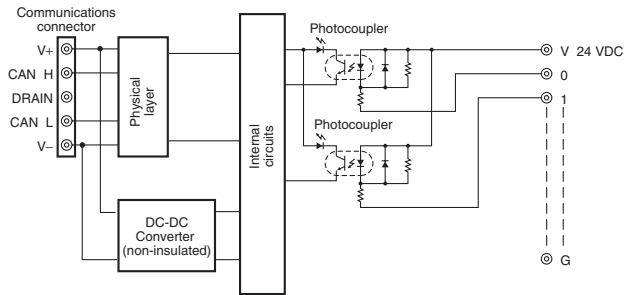 Communications
connector
V+
CAN H
DRAIN
CAN L
V−
Physical
layer
DC-DC
Converter
(non-insulated)
Internal
circuits
Photocoupler
Photocoupler
V 24 VDC
0
1
G